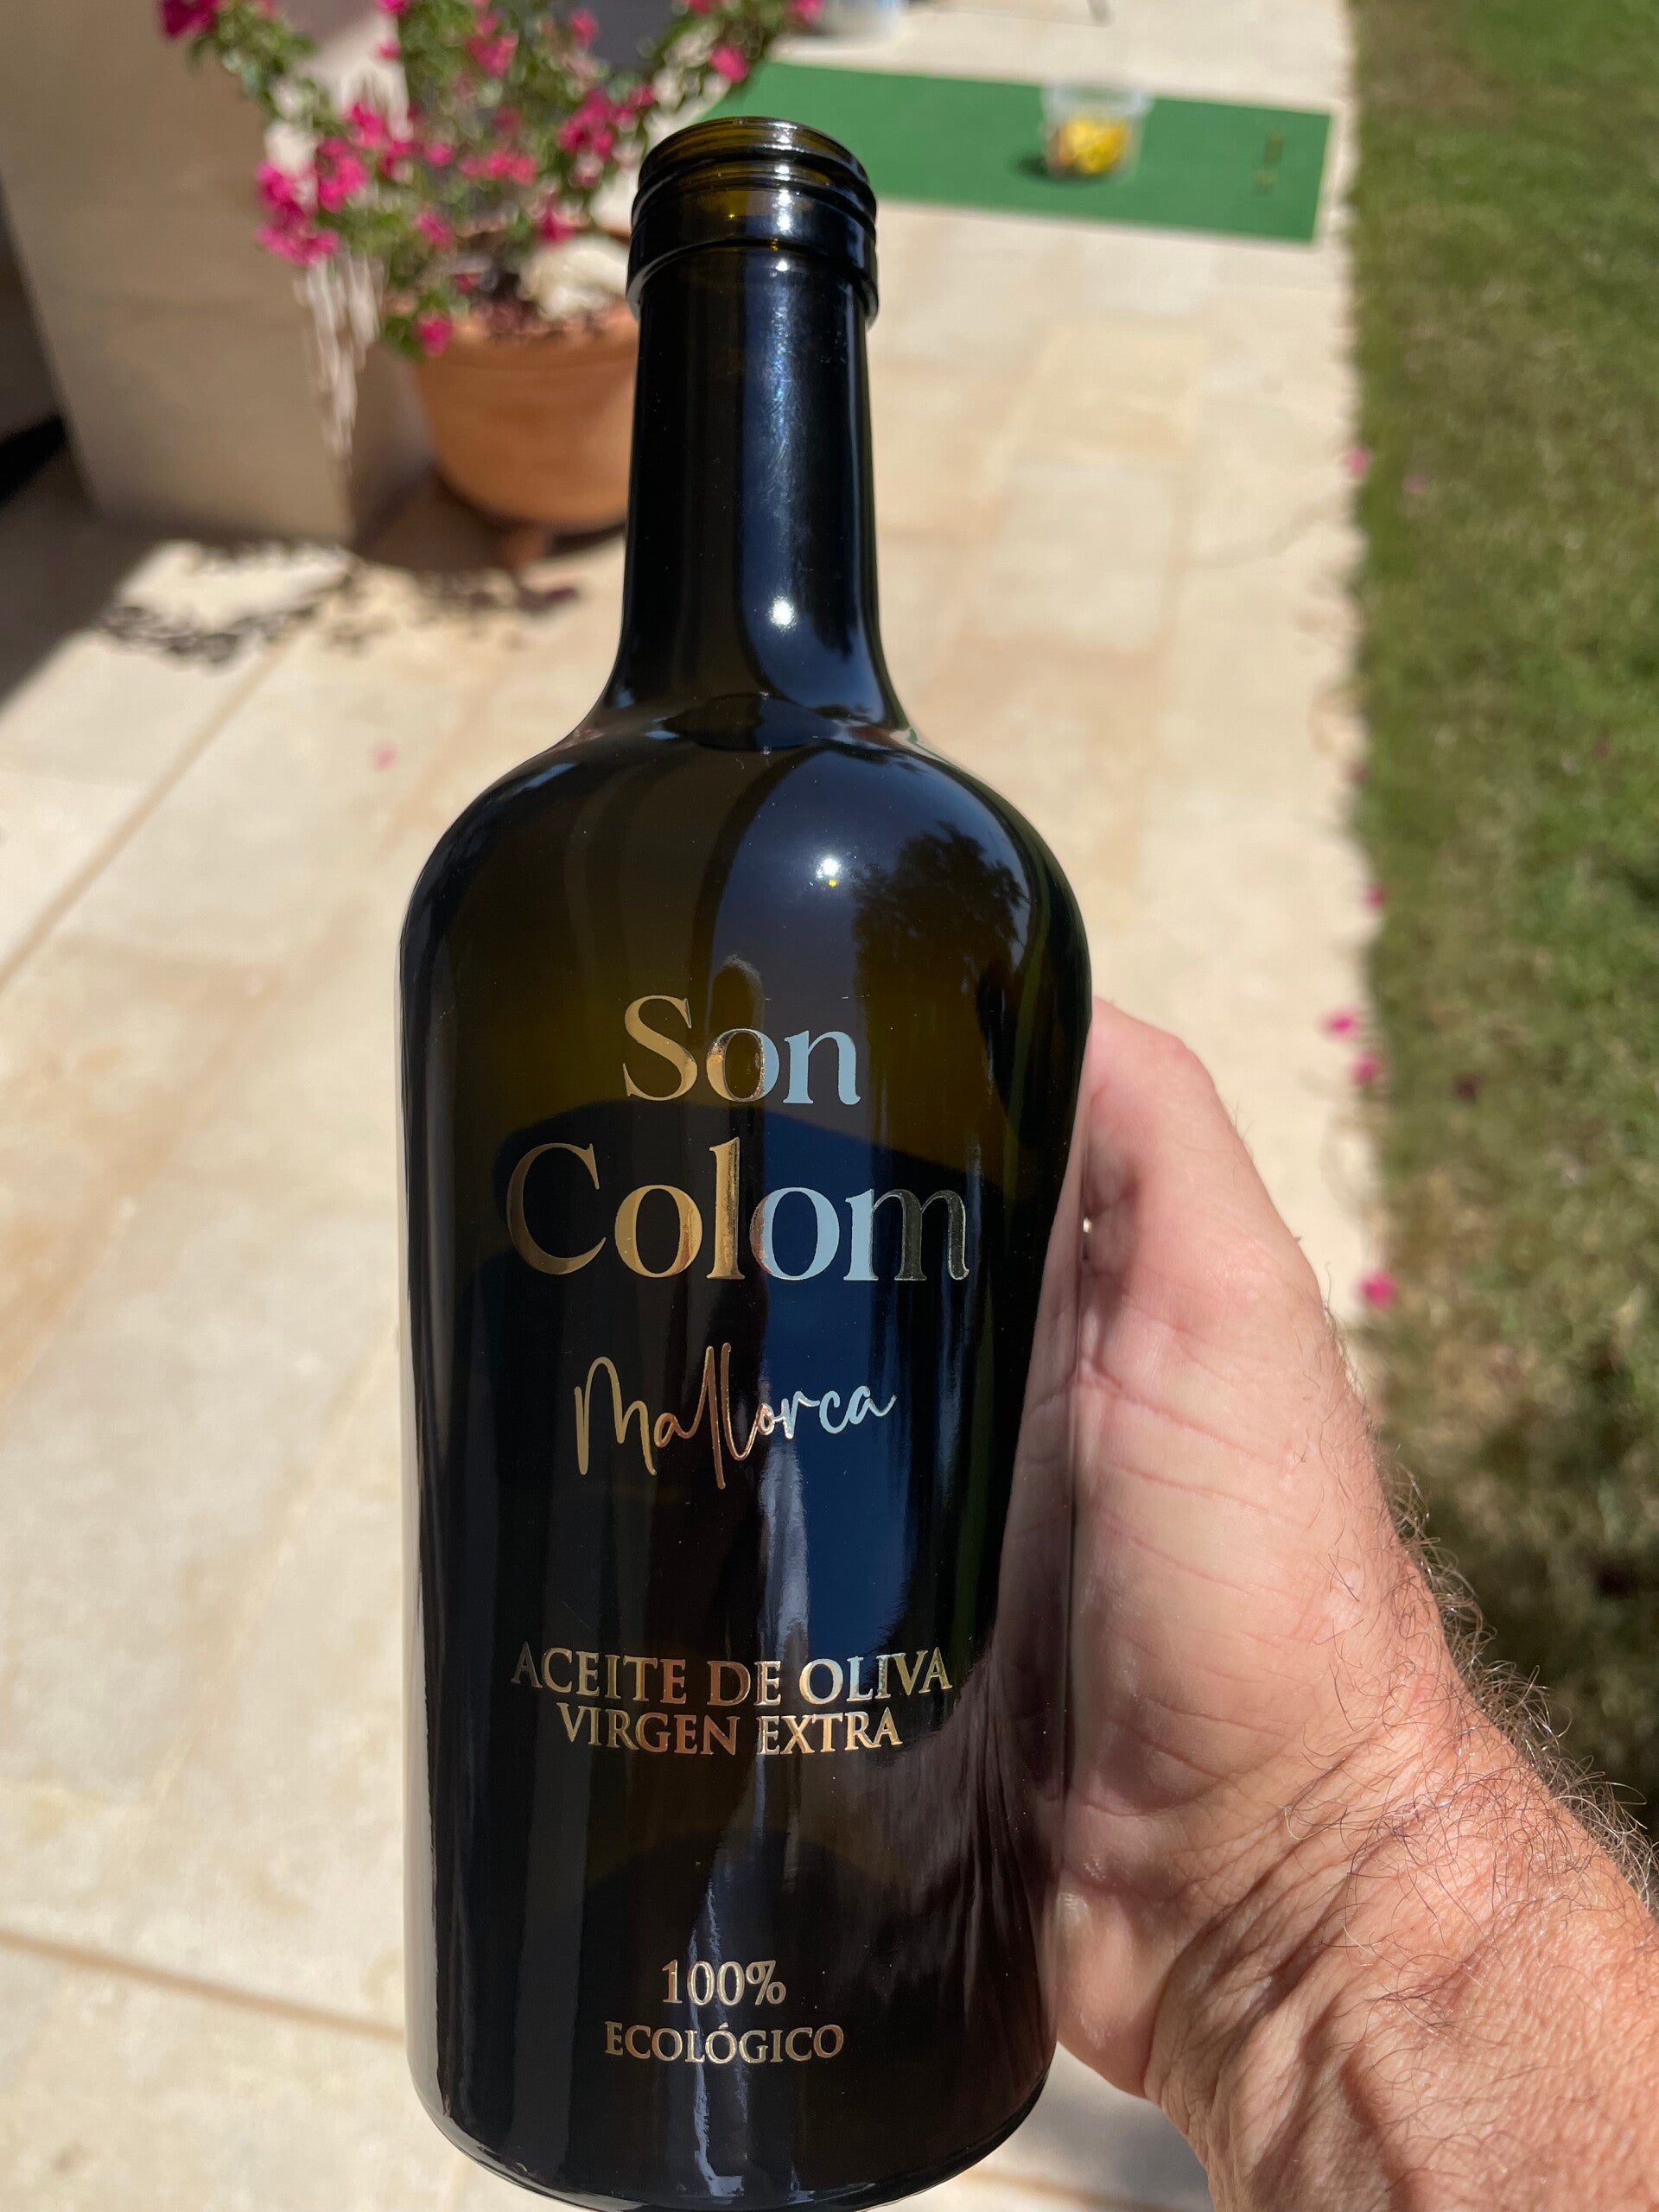 Son
Colom
Mallorca
ACEITE DE OLIVA
VIRGEN EXTRA
100%
ECOLÓGICO